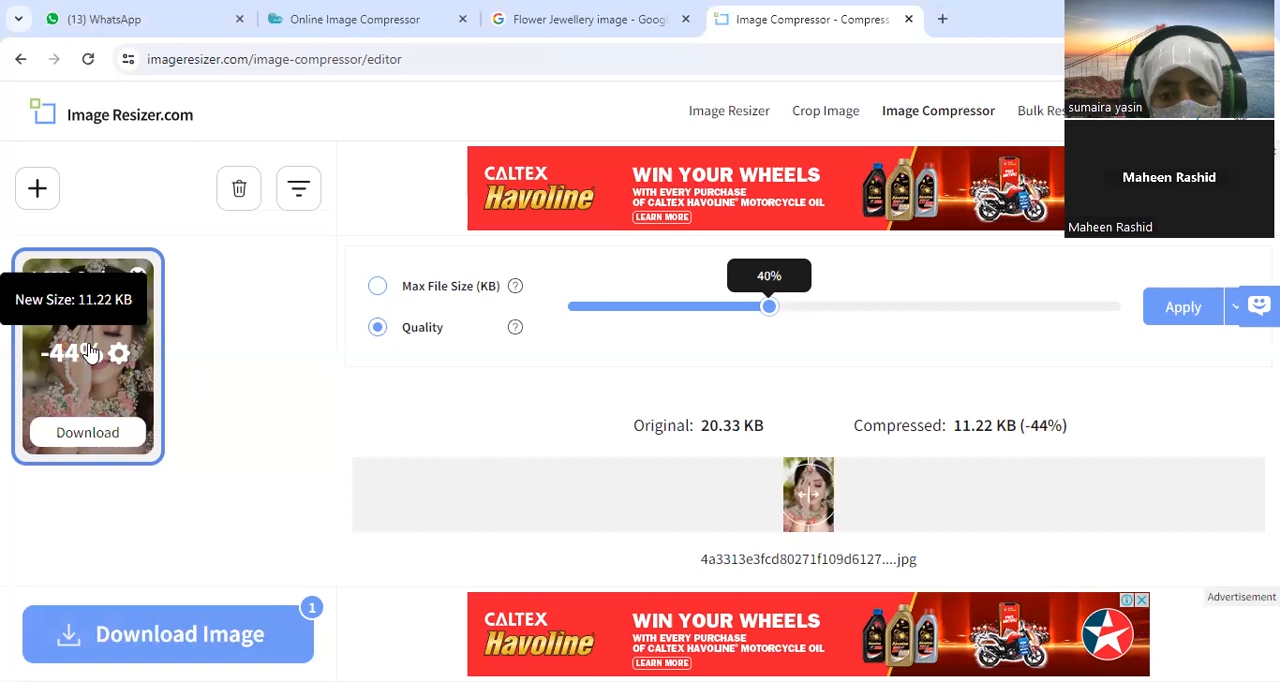 (13) WhatsApp
Online Image Compressor
Flower Jewellery image - Goog
Image Compressor - Compress
imageresizer.com/image-compressor/editor
sumaira yasin
Image Resizer.com
Image Resizer
Crop Image
Image Compressor
Bulk Res
Maheen Rashid
Maheen Rashid
CALTEX
Havoline
WIN YOUR WHEELS
WITH EVERY PURCHASE
OF CALTEX HAVOLINE® MOTORCYCLE OIL
LEARN MORE
New Size: 11.22 KB
-44%
Download
Max File Size (KB) ?
Quality ?
40%
Apply
Original: 20.33 KB
Compressed: 11.22 KB (-44%)
4a3313e3fcd80271f109d6127....jpg
Download Image
1
Advertisement
CALTEX
Havoline
WIN YOUR WHEELS
WITH EVERY PURCHASE
OF CALTEX HAVOLINE® MOTORCYCLE OIL
LEARN MORE